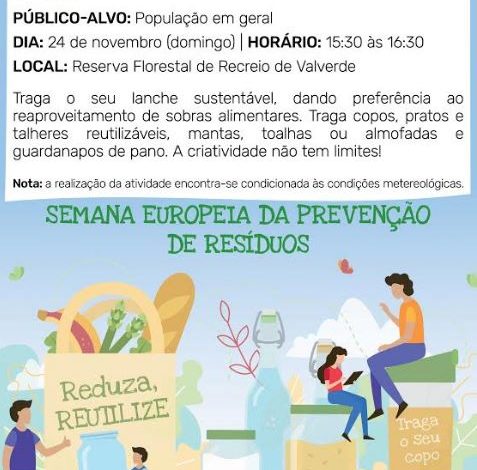 PÚBLICO-ALVO: População em geral
DIA: 24 de novembro (domingo) | HORÁRIO: 15:30 às 16:30
LOCAL: Reserva Florestal de Recreio de Valverde
Traga o seu lanche sustentável, dando preferência ao
reaproveitamento de sobras alimentares. Traga copos, pratos e
talheres reutilizáveis, mantas, toalhas ou almofadas e
guardanapos de pano. A criatividade não tem limites!
Nota: a realização da atividade encontra-se condicionada às condições metereológicas.
SEMANA EUROPEIA DA PREVENÇÃO
DE RESÍDUOS
Reduza,
REUTILIZE
Traga
o seu
copo